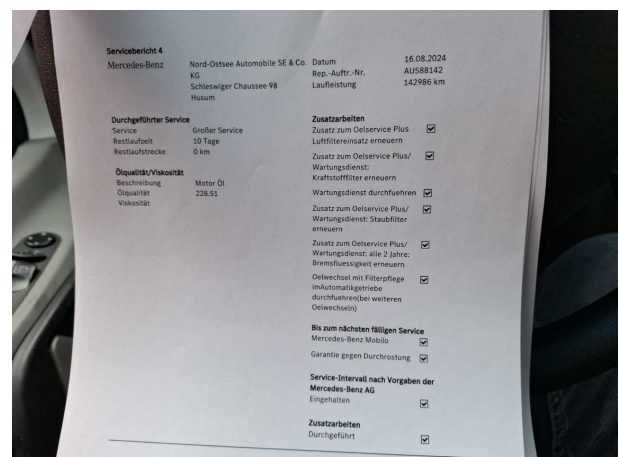 Servicebericht 4
Mercedes-Benz
Nord-Ostsee Automobile SE & Co.
KG
Schleswiger Chaussee 98
Husum
Datum 16.08.2024
Rep.-Auftr.-Nr. AU588142
Laufleistung 142986 km
Durchgeführter Service
Service Großer Service
Restlaufzeit 10 Tage
Restlaufstrecke 0 km
Ölqualität/Viskosität
Beschreibung Motor Öl
Ölqualität 228.51
Viskosität
Zusatzarbeiten
Zusatz zum Oelservice Plus
Luftfiltereinsatz erneuern
Zusatz zum Oelservice Plus/
Wartungsdienst:
Kraftstofffilter erneuern
Wartungsdienst durchfuehren
Zusatz zum Oelservice Plus/
Wartungsdienst: Staubfilter
erneuern
Zusatz zum Oelservice Plus/
Wartungsdienst: alle 2 Jahre:
Bremsfluessigkeit erneuern
Oelwechsel mit Filterpflege
imAutomatikgetriebe
durchfuehren(bei weiteren
Oelwechseln)
Bis zum nächsten fälligen Service
Mercedes-Benz Mobilo
Garantie gegen Durchrostung
Service-Intervall nach Vorgaben der
Mercedes-Benz AG
Eingehalten
Zusatzarbeiten
Durchgeführt